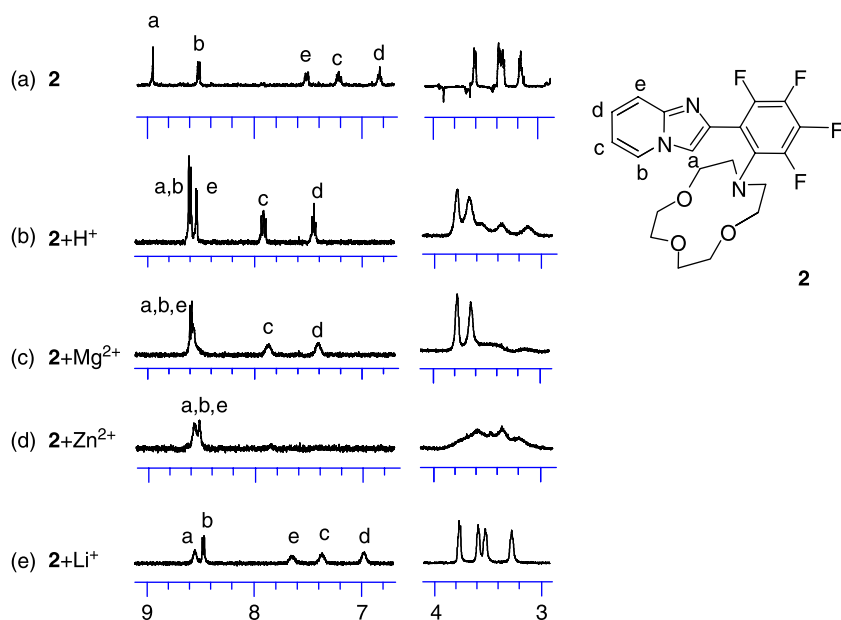 a
b
e
c
d
(a) 2
a,b
e
c
d
(b) 2+H⁺
a,b,e
c
d
(c) 2+Mg²⁺
a,b,e
(d) 2+Zn²⁺
a
b
e
c
d
(e) 2+Li⁺
9 8 7 4 3
e
d
c
b
a
N
N
F
F
F
F
N
O
O
O
2